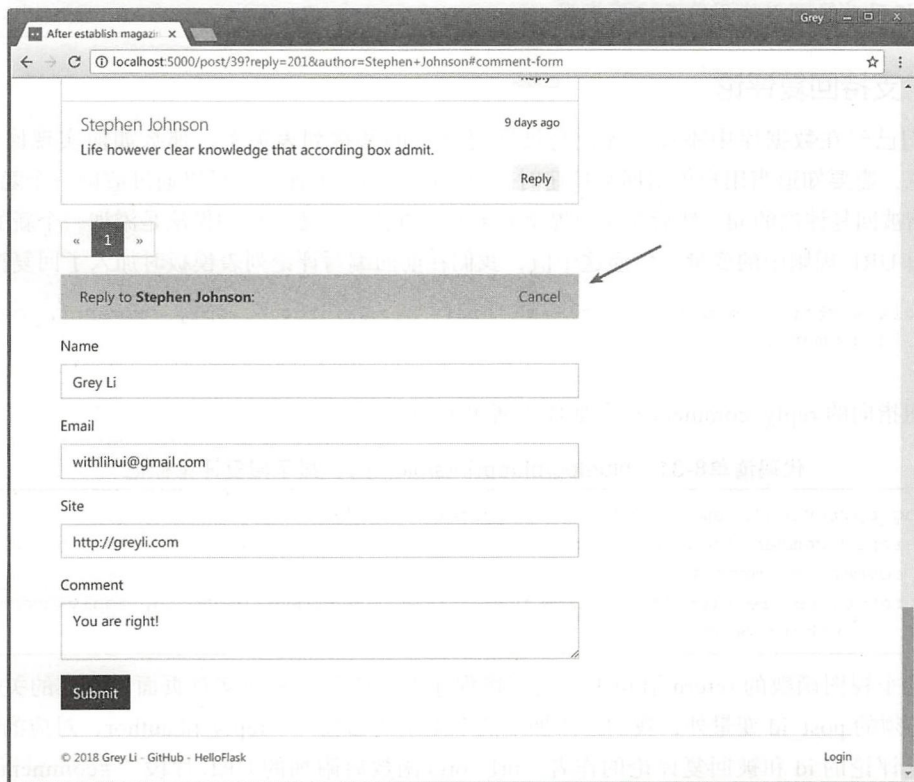 Grey
After establish magazin
localhost:5000/post/39?reply=201&author=Stephen+Johnson#comment-form
Reply
Stephen Johnson
9 days ago
Life however clear knowledge that according box admit.
Reply
« 1 »
Reply to Stephen Johnson:
Cancel
Name
Grey Li
Email
withlihui@gmail.com
Site
http://greyli.com
Comment
You are right!
Submit
© 2018 Grey Li - GitHub - HelloFlask
Login